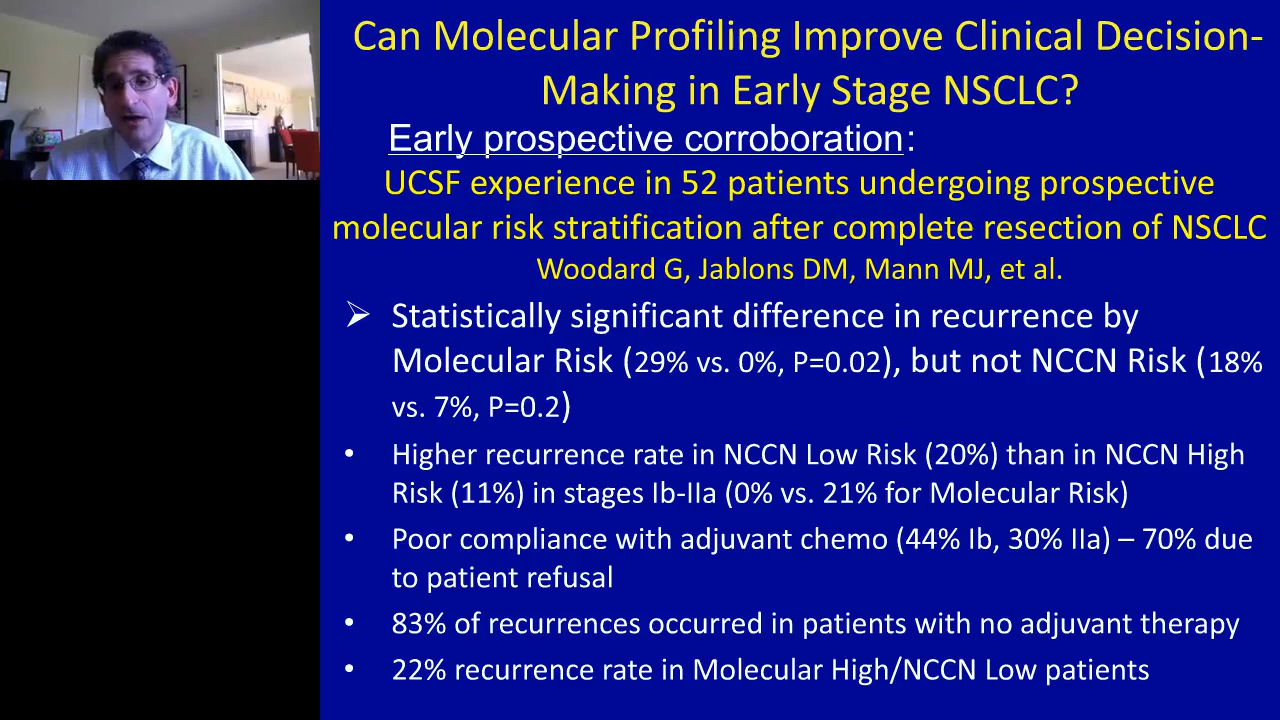 Can Molecular Profiling Improve Clinical Decision-
Making in Early Stage NSCLC?
Early prospective corroboration:
UCSF experience in 52 patients undergoing prospective
molecular risk stratification after complete resection of NSCLC
Woodard G, Jablons DM, Mann MJ, et al.
➢ Statistically significant difference in recurrence by
Molecular Risk (29% vs. 0%, P=0.02), but not NCCN Risk (18%
vs. 7%, P=0.2)
• Higher recurrence rate in NCCN Low Risk (20%) than in NCCN High
Risk (11%) in stages Ib-IIa (0% vs. 21% for Molecular Risk)
• Poor compliance with adjuvant chemo (44% Ib, 30% IIa) – 70% due
to patient refusal
• 83% of recurrences occurred in patients with no adjuvant therapy
• 22% recurrence rate in Molecular High/NCCN Low patients